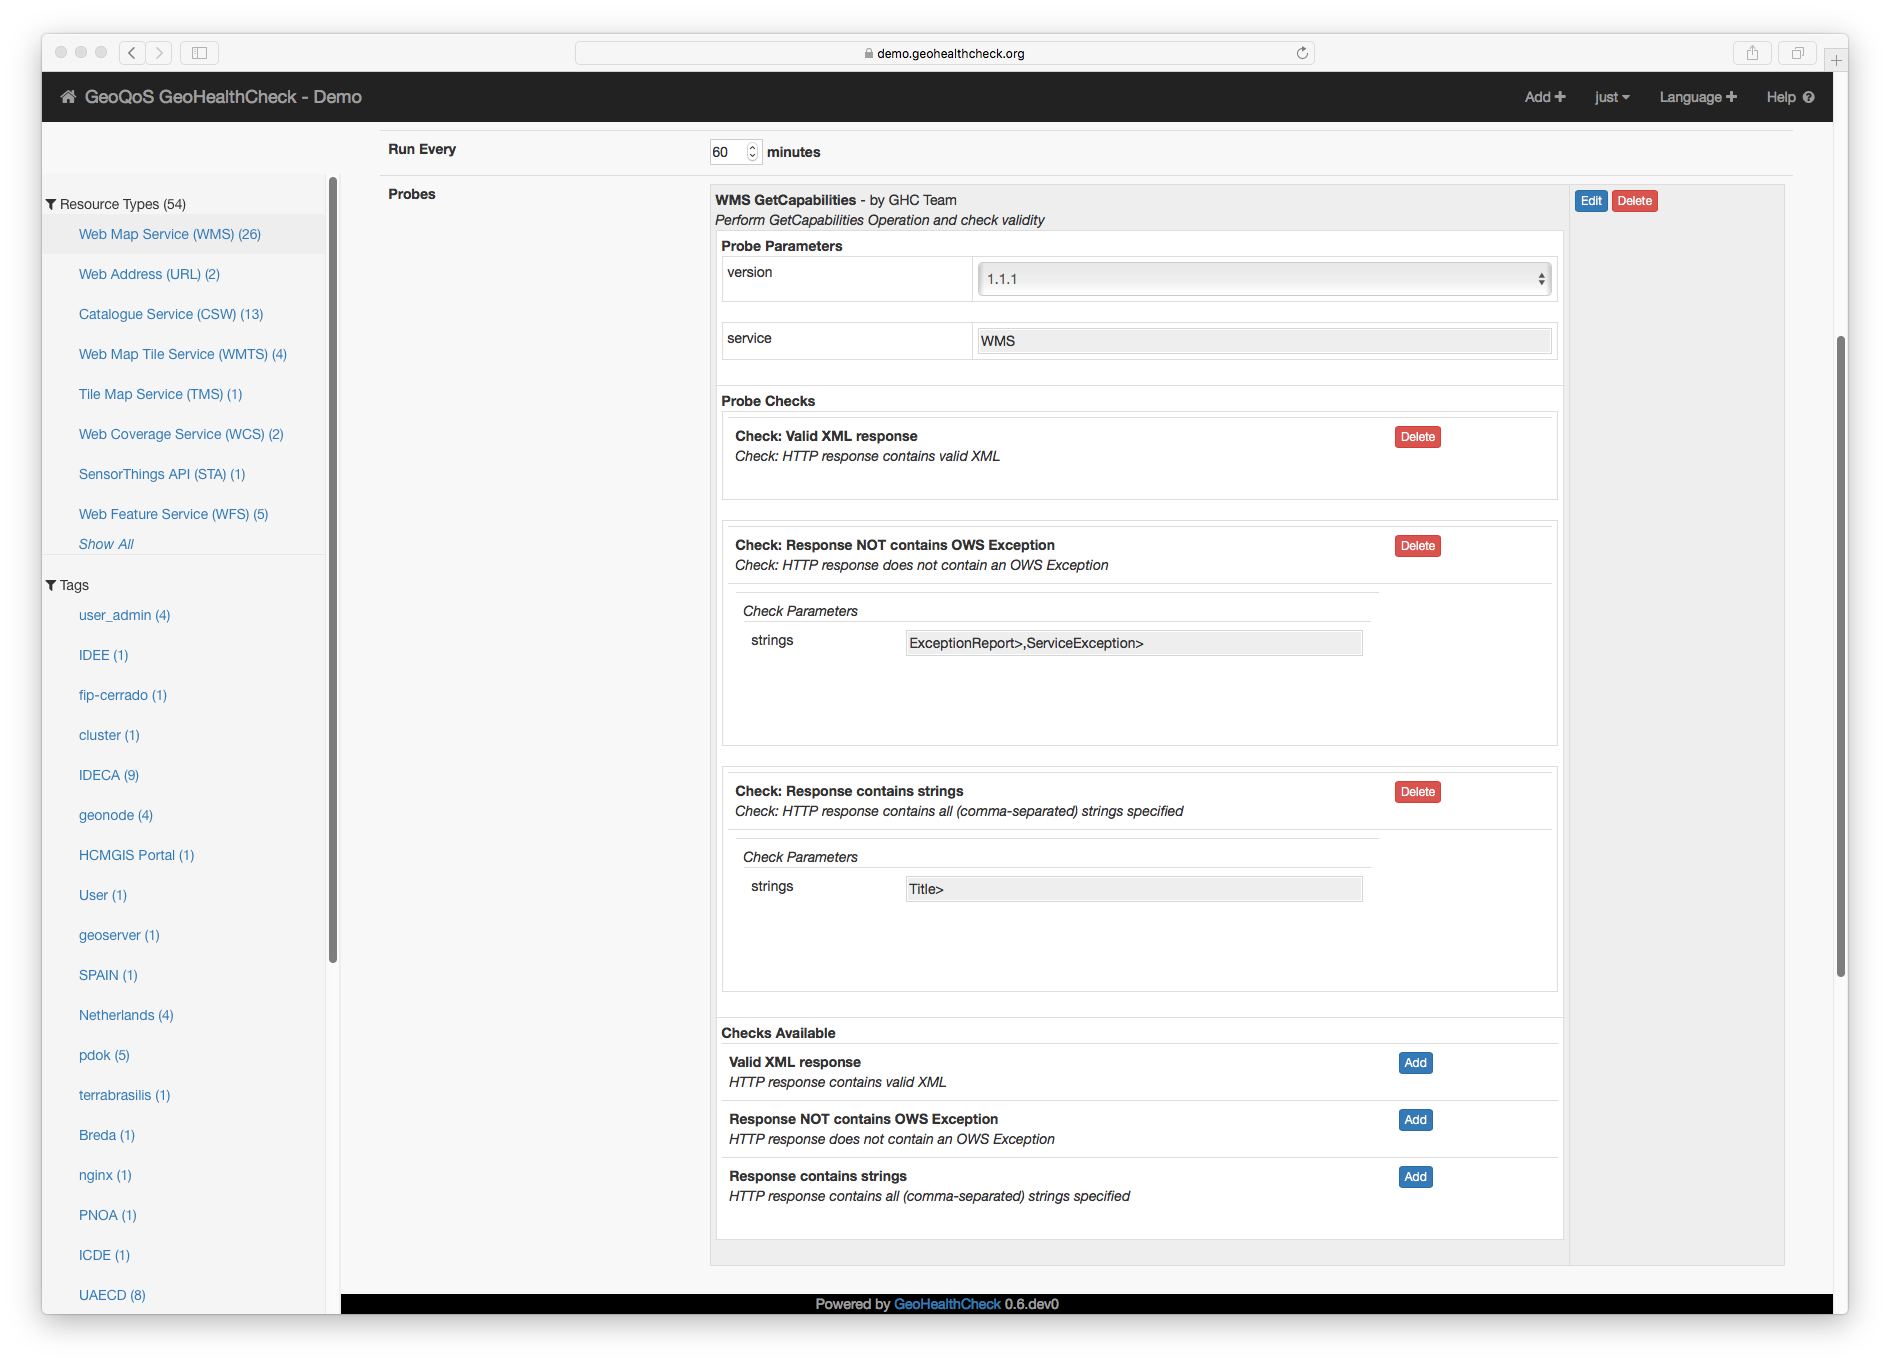 demo.geohealthcheck.org
GeoQoS GeoHealthCheck - Demo
Add
just
Language
Help
Resource Types (54)
Web Map Service (WMS) (26)
Web Address (URL) (2)
Catalogue Service (CSW) (13)
Web Map Tile Service (WMTS) (4)
Tile Map Service (TMS) (1)
Web Coverage Service (WCS) (2)
SensorThings API (STA) (1)
Web Feature Service (WFS) (5)
Show All
Tags
user_admin (4)
IDEE (1)
fip-cerrado (1)
cluster (1)
IDECA (9)
geonode (4)
HCMGIS Portal (1)
User (1)
geoserver (1)
SPAIN (1)
Netherlands (4)
pdok (5)
terrabrasilis (1)
Breda (1)
nginx (1)
PNOA (1)
ICDE (1)
UAECD (8)
Run Every
60 minutes
Probes
WMS GetCapabilities - by GHC Team
Perform GetCapabilities Operation and check validity
Edit Delete
Probe Parameters
version
1.1.1
service
WMS
Probe Checks
Check: Valid XML response
Check: HTTP response contains valid XML
Delete
Check: Response NOT contains OWS Exception
Check: HTTP response does not contain an OWS Exception
Delete
Check Parameters
strings
ExceptionReport>,ServiceException>
Check: Response contains strings
Check: HTTP response contains all (comma-separated) strings specified
Delete
Check Parameters
strings
Title>
Checks Available
Valid XML response
HTTP response contains valid XML
Add
Response NOT contains OWS Exception
HTTP response does not contain an OWS Exception
Add
Response contains strings
HTTP response contains all (comma-separated) strings specified
Add
Powered by GeoHealthCheck 0.6.dev0